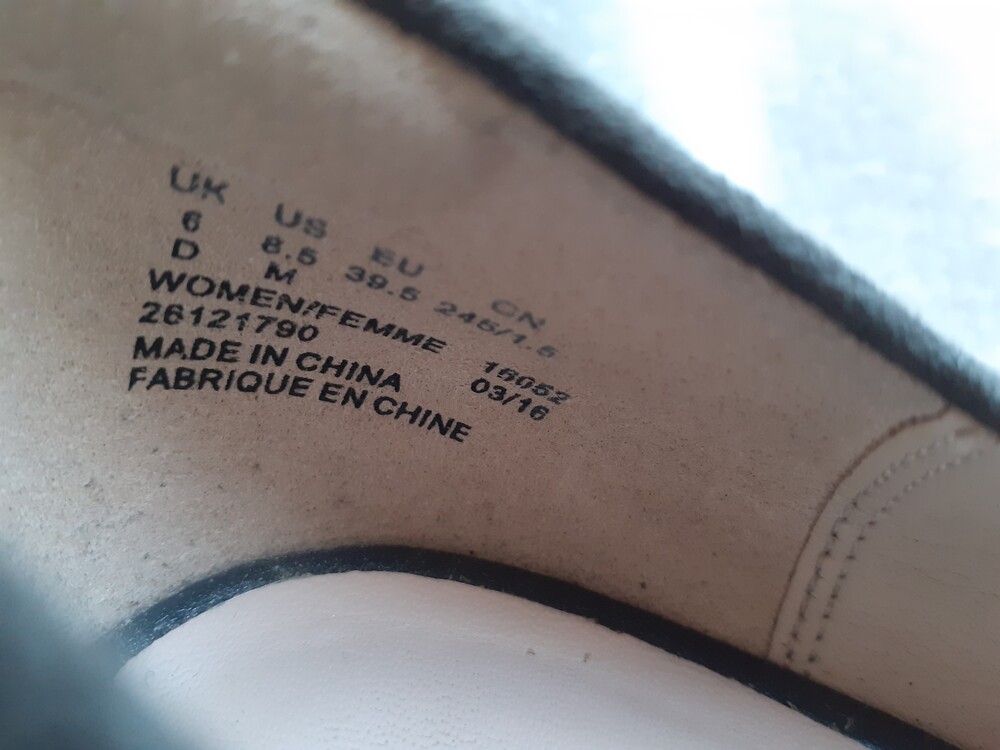 UK US EU CN
6 8.5 39.5 245/1.5
D M
WOMEN/FEMME 16052
26121790 03/16
MADE IN CHINA
FABRIQUE EN CHINE